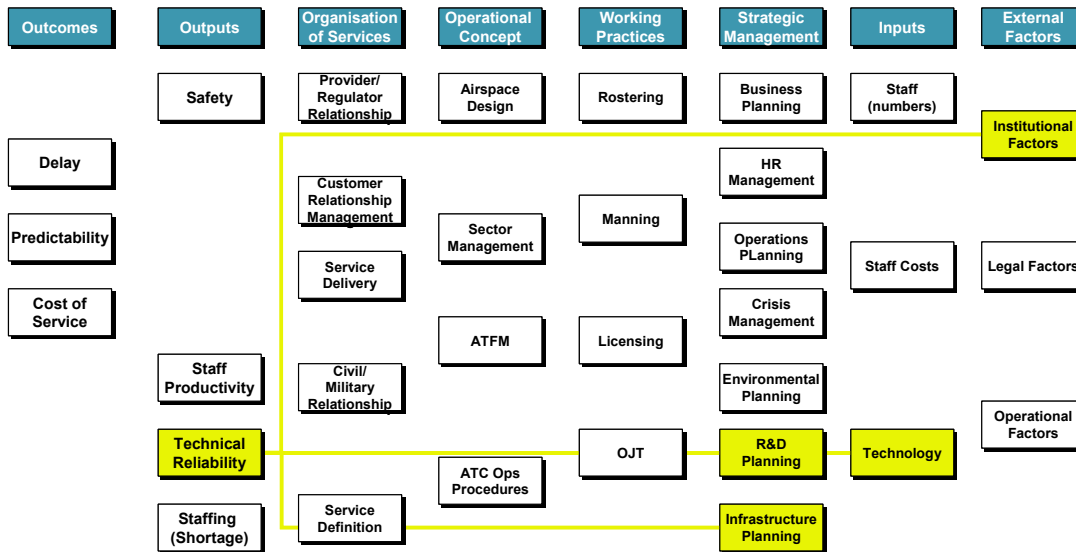 Outcomes
Outputs
Organisation
of Services
Operational
Concept
Working
Practices
Strategic
Management
Inputs
External
Factors
Delay
Predictability
Cost of
Service
Safety
Staff
Productivity
Technical
Reliability
Staffing
(Shortage)
Provider/
Regulator
Relationship
Customer
Relationship
Management
Service
Delivery
Civil/
Military
Relationship
Service
Definition
Airspace
Design
Sector
Management
ATFM
ATC Ops
Procedures
Rostering
Manning
Licensing
OJT
Business
Planning
HR
Management
Operations
PLanning
Crisis
Management
Environmental
Planning
R&D
Planning
Infrastructure
Planning
Staff
(numbers)
Staff Costs
Technology
Institutional
Factors
Legal Factors
Operational
Factors